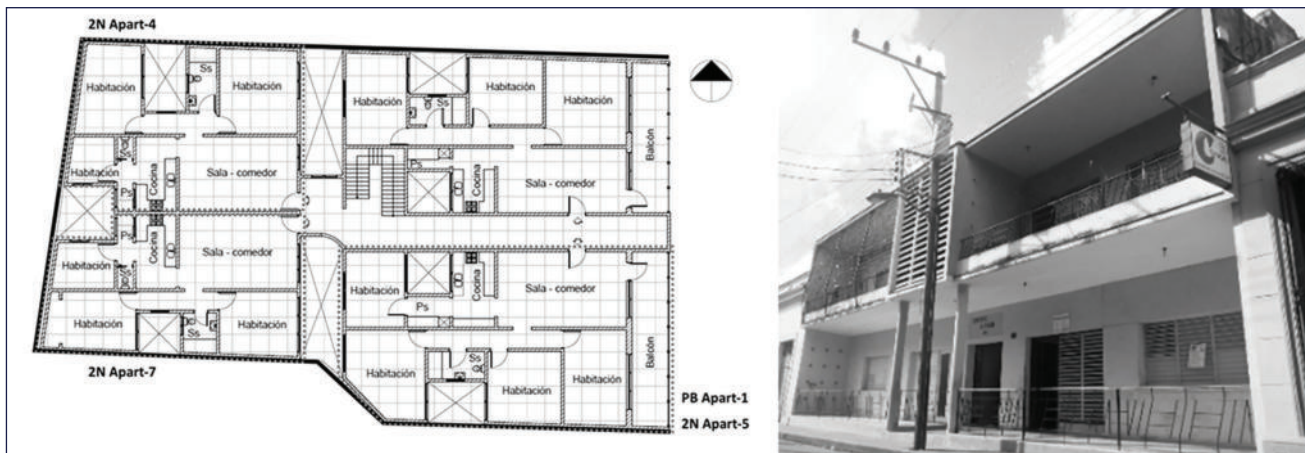 2N Apart-4
Habitación
Ss
Habitación
Habitación
Ss
Habitación
Habitación
Balcón
Habitación
Ps
Cocina
Sala - comedor
Ps
Cocina
Sala - comedor
Ps
Cocina
Sala - comedor
Habitación
Habitación
Cocina
Sala - comedor
Ps
Habitación
Ss
Habitación
Habitación
Ss
Habitación
Habitación
Balcón
2N Apart-7
PB Apart-1
2N Apart-5
C